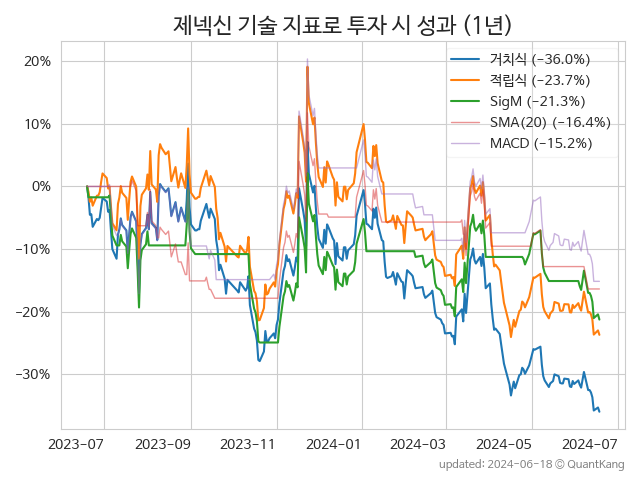 제넥신 기술 지표로 투자 시 성과 (1년)
20%
10%
0%
−10%
−20%
−30%
거치식 (−36.0%)
적립식 (−23.7%)
SigM (−21.3%)
SMA(20) (−16.4%)
MACD (−15.2%)
2023-07
2023-09
2023-11
2024-01
2024-03
2024-05
2024-07
updated: 2024-06-18 © QuantKang